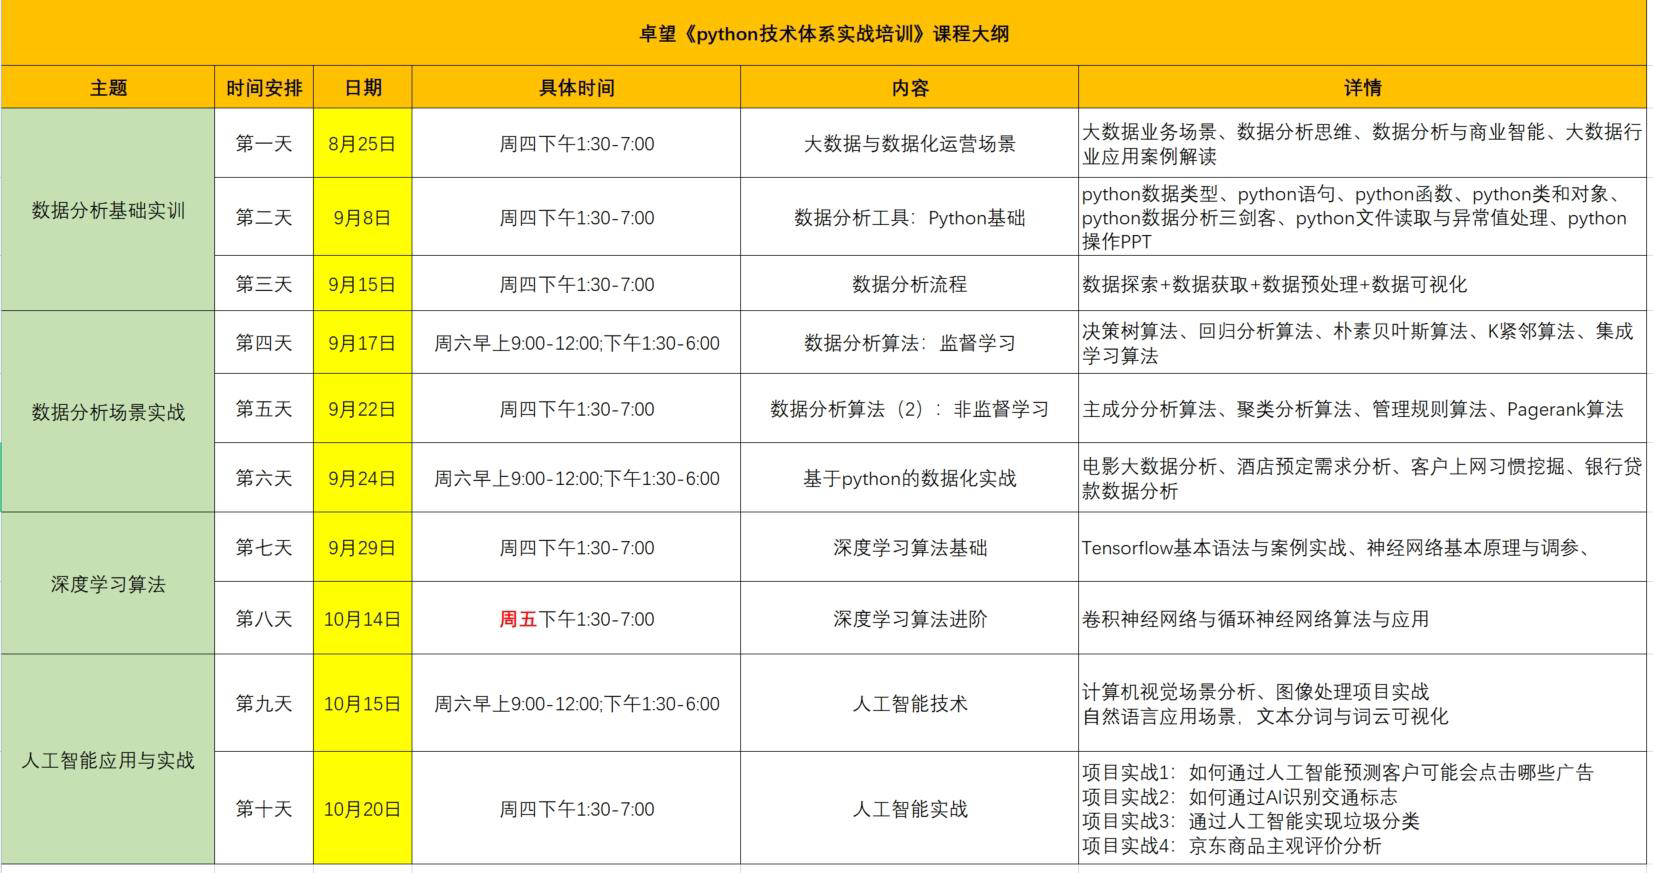 卓望《python技术体系实战培训》课程大纲
主题 时间安排 日期 具体时间 内容 详情
数据分析基础实训
第一天 8月25日 周四下午1:30-7:00 大数据与数据化运营场景
大数据业务场景、数据分析思维、数据分析与商业智能、大数据行
业应用案例解读
第二天 9月8日 周四下午1:30-7:00 数据分析工具：Python基础
python数据类型、python语句、python函数、python类和对象、
python数据分析三剑客、python文件读取与异常值处理、python
操作PPT
第三天 9月15日 周四下午1:30-7:00 数据分析流程 数据探索+数据获取+数据预处理+数据可视化
数据分析场景实战
第四天 9月17日 周六早上9:00-12:00;下午1:30-6:00 数据分析算法：监督学习
决策树算法、回归分析算法、朴素贝叶斯算法、K紧邻算法、集成
学习算法
第五天 9月22日 周四下午1:30-7:00 数据分析算法（2）：非监督学习 主成分分析算法、聚类分析算法、管理规则算法、Pagerank算法
第六天 9月24日 周六早上9:00-12:00;下午1:30-6:00 基于python的数据化实战
电影大数据分析、酒店预定需求分析、客户上网习惯挖掘、银行贷
款数据分析
深度学习算法
第七天 9月29日 周四下午1:30-7:00 深度学习算法基础 Tensorflow基本语法与案例实战、神经网络基本原理与调参、
第八天 10月14日 周五下午1:30-7:00 深度学习算法进阶 卷积神经网络与循环神经网络算法与应用
人工智能应用与实战
第九天 10月15日 周六早上9:00-12:00;下午1:30-6:00 人工智能技术
计算机视觉场景分析、图像处理项目实战
自然语言应用场景，文本分词与词云可视化
第十天 10月20日 周四下午1:30-7:00 人工智能实战
项目实战1：如何通过人工智能预测客户可能会点击哪些广告
项目实战2：如何通过AI识别交通标志
项目实战3：通过人工智能实现垃圾分类
项目实战4：京东商品主观评价分析